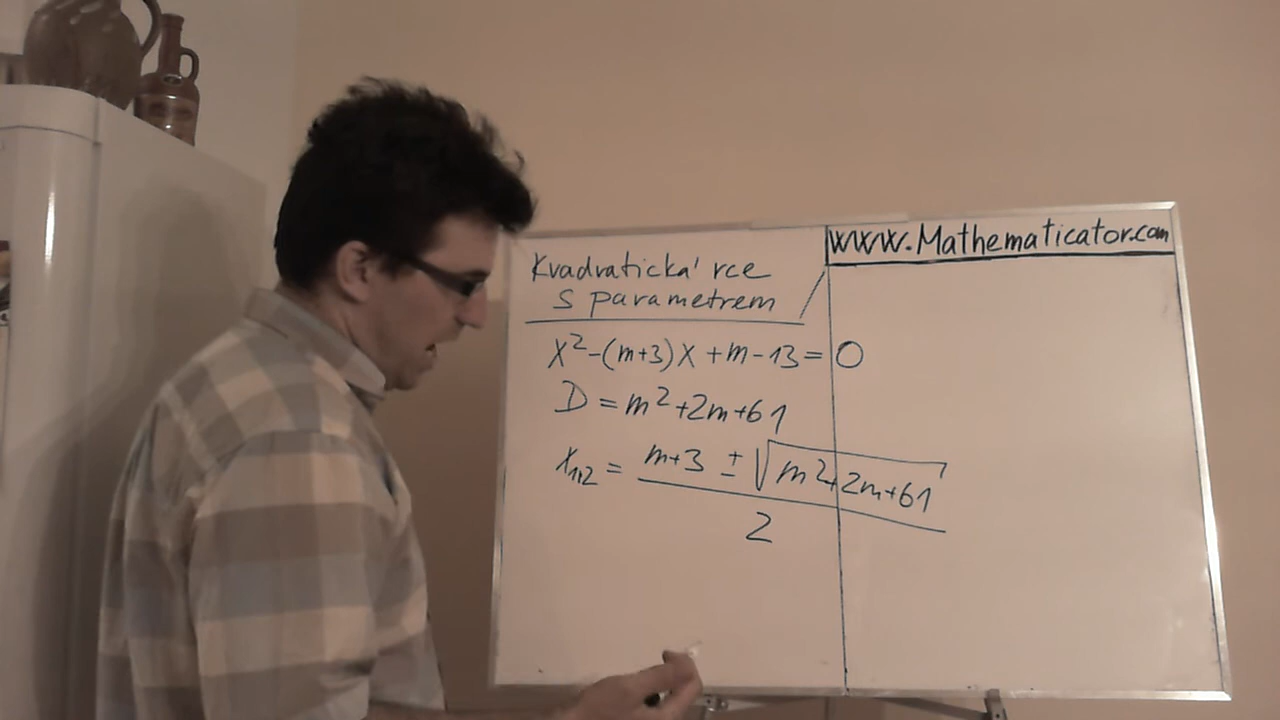 www.Mathematicator.com
Kvadratická rce
s parametrem
x²-(m+3)x+m-13=0
D=m²+2m+61
x₁,₂ = (m+3 ± √(m²+2m+61))/2